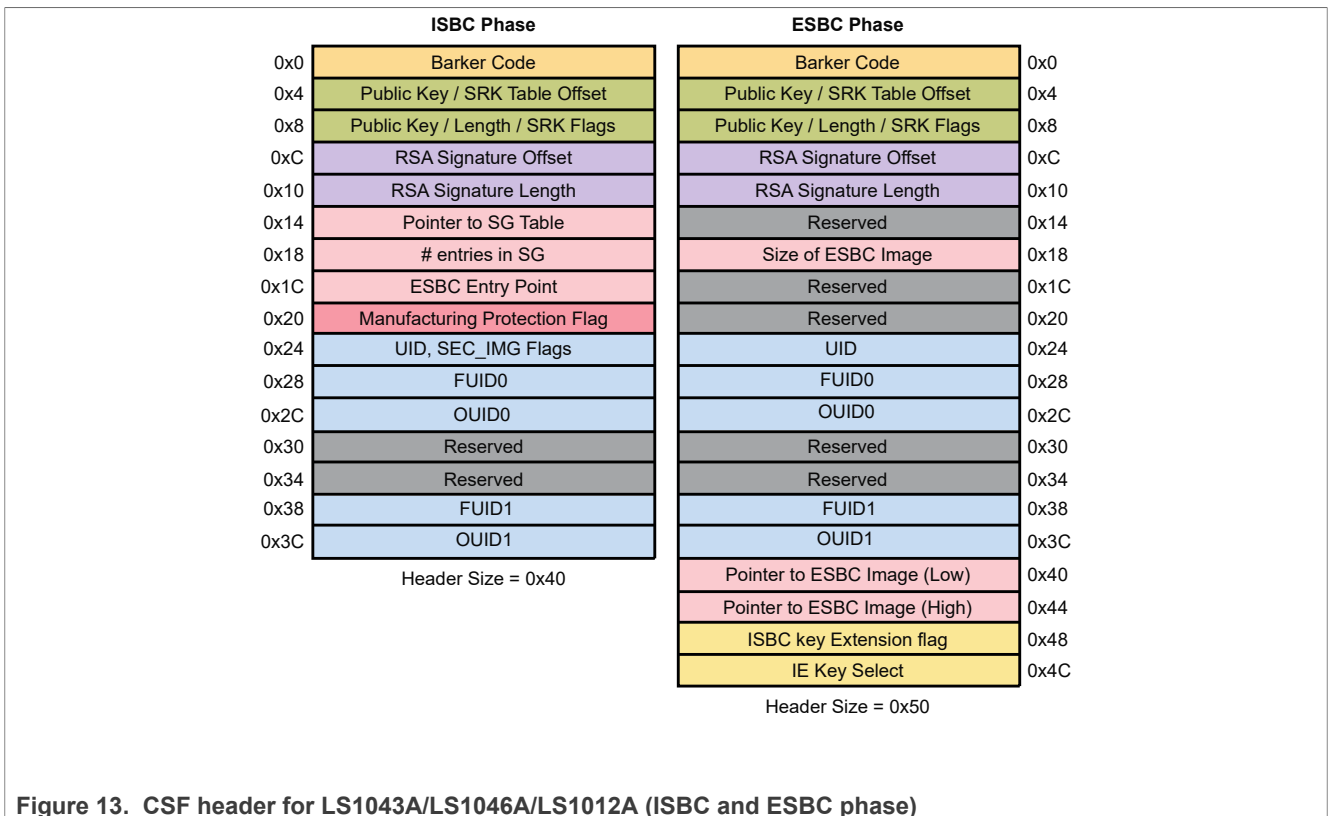 ISBC Phase ESBC Phase
0x0 Barker Code Barker Code 0x0
0x4 Public Key / SRK Table Offset Public Key / SRK Table Offset 0x4
0x8 Public Key / Length / SRK Flags Public Key / Length / SRK Flags 0x8
0xC RSA Signature Offset RSA Signature Offset 0xC
0x10 RSA Signature Length RSA Signature Length 0x10
0x14 Pointer to SG Table Reserved 0x14
0x18 # entries in SG Size of ESBC Image 0x18
0x1C ESBC Entry Point Reserved 0x1C
0x20 Manufacturing Protection Flag Reserved 0x20
0x24 UID, SEC_IMG Flags UID 0x24
0x28 FUID0 FUID0 0x28
0x2C OUID0 OUID0 0x2C
0x30 Reserved Reserved 0x30
0x34 Reserved Reserved 0x34
0x38 FUID1 FUID1 0x38
0x3C OUID1 OUID1 0x3C
Header Size = 0x40 Pointer to ESBC Image (Low) 0x40
Pointer to ESBC Image (High) 0x44
ISBC key Extension flag 0x48
IE Key Select 0x4C
Header Size = 0x50
Figure 13. CSF header for LS1043A/LS1046A/LS1012A (ISBC and ESBC phase)